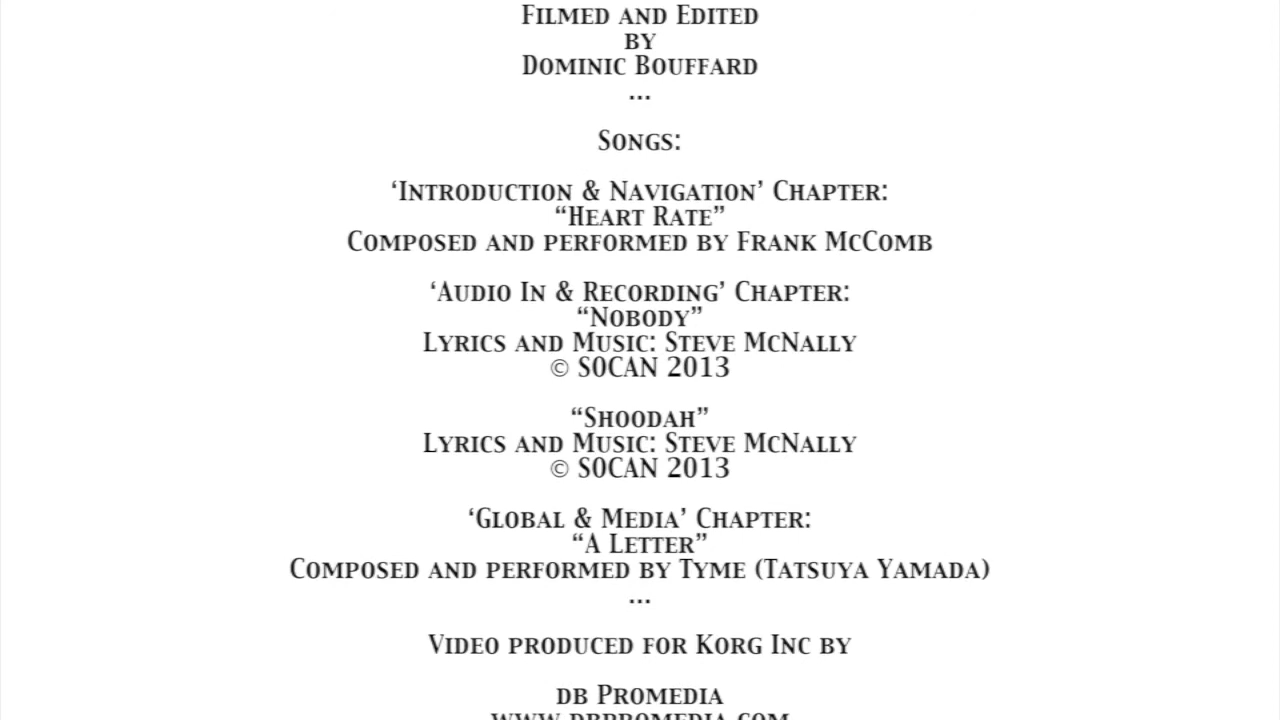 Filmed and Edited
by
Dominic Bouffard
...
Songs:
‘Introduction & Navigation’ Chapter:
“Heart Rate”
Composed and performed by Frank McComb
‘Audio In & Recording’ Chapter:
“Nobody”
Lyrics and Music: Steve McNally
© SOCAN 2013
“Shoodah”
Lyrics and Music: Steve McNally
© SOCAN 2013
‘Global & Media’ Chapter:
“A Letter”
Composed and performed by Tyme (Tatsuya Yamada)
...
Video produced for Korg Inc by
db Promedia
www.dbpromedia.com